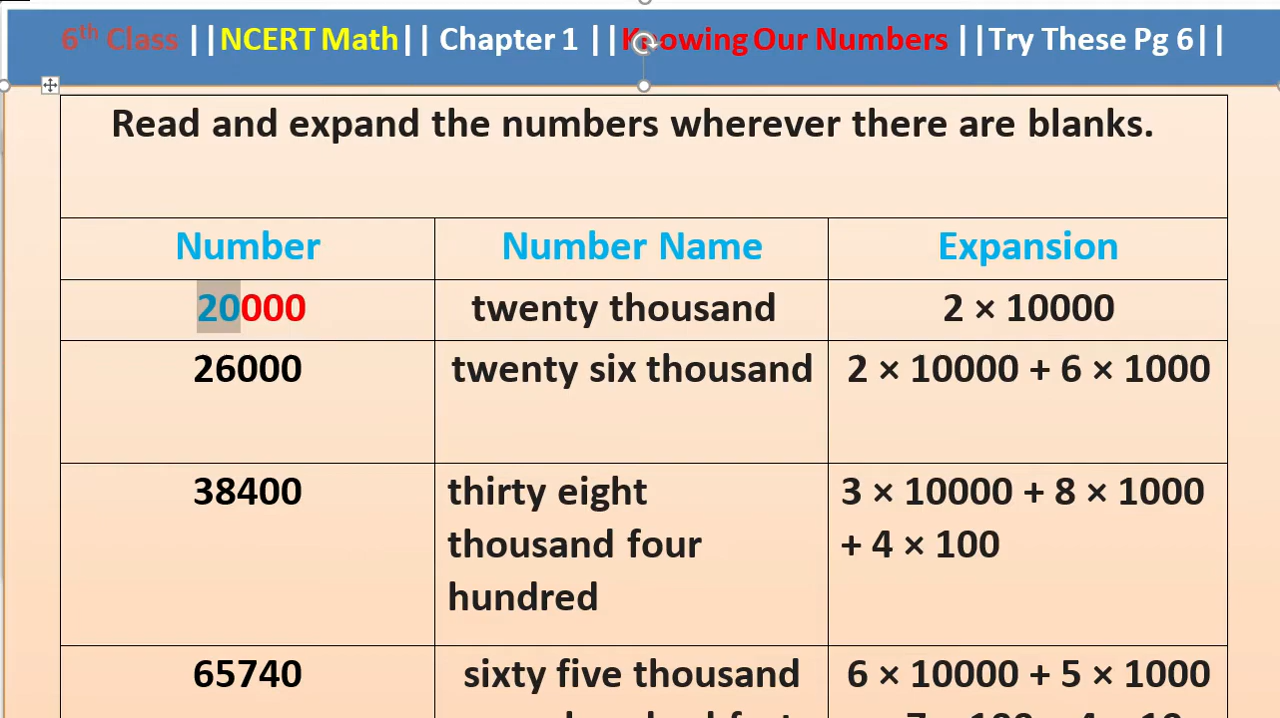 6th Class ||NCERT Math|| Chapter 1 ||Knowing Our Numbers ||Try These Pg 6||
Read and expand the numbers wherever there are blanks.
Number Number Name Expansion
20000 twenty thousand 2 × 10000
26000 twenty six thousand 2 × 10000 + 6 × 1000
38400 thirty eight 3 × 10000 + 8 × 1000
thousand four + 4 × 100
hundred
65740 sixty five thousand 6 × 10000 + 5 × 1000